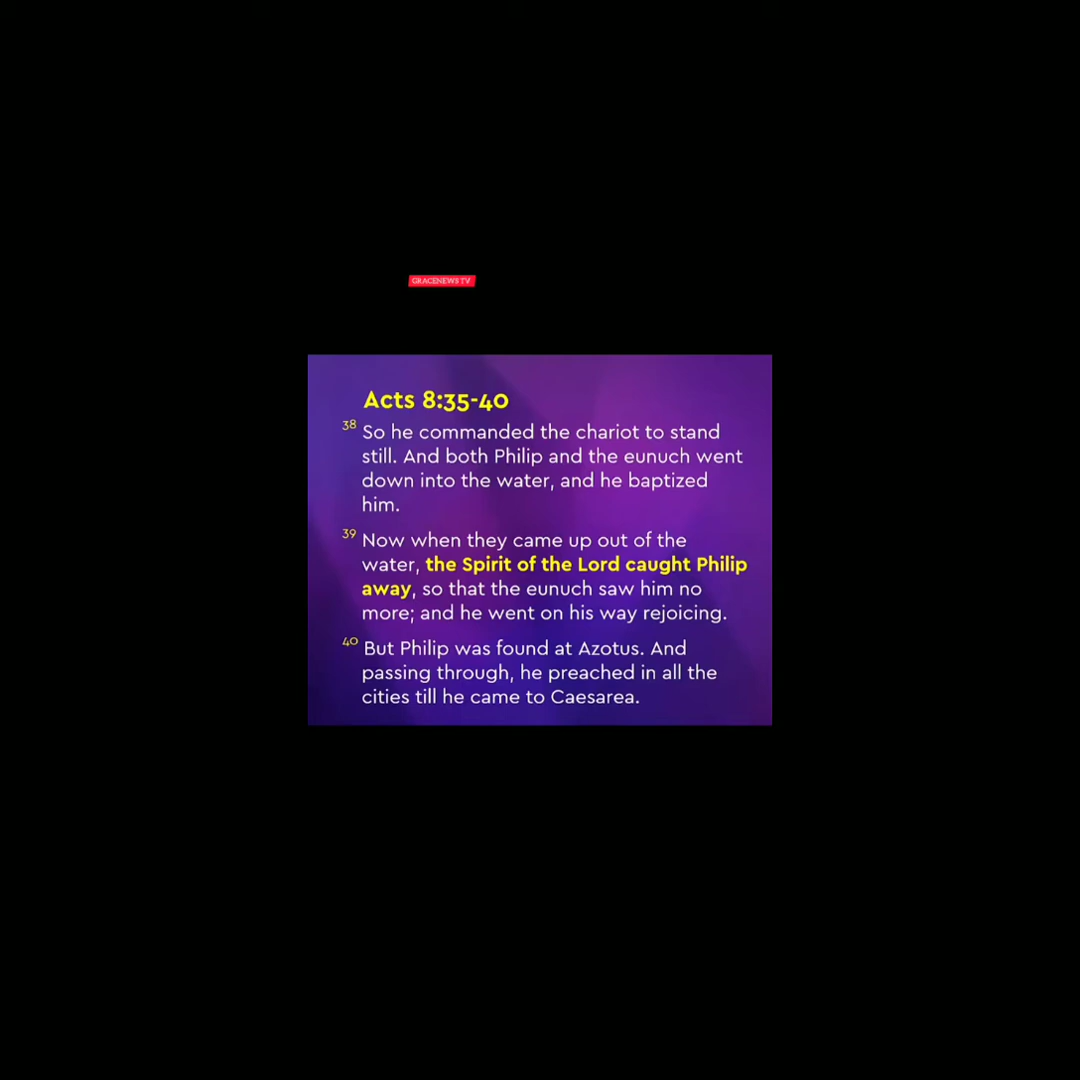 GRACENEWS TV
Acts 8:35-40
38 So he commanded the chariot to stand
still. And both Philip and the eunuch went
down into the water, and he baptized
him.
39 Now when they came up out of the
water, the Spirit of the Lord caught Philip
away, so that the eunuch saw him no
more; and he went on his way rejoicing.
40 But Philip was found at Azotus. And
passing through, he preached in all the
cities till he came to Caesarea.